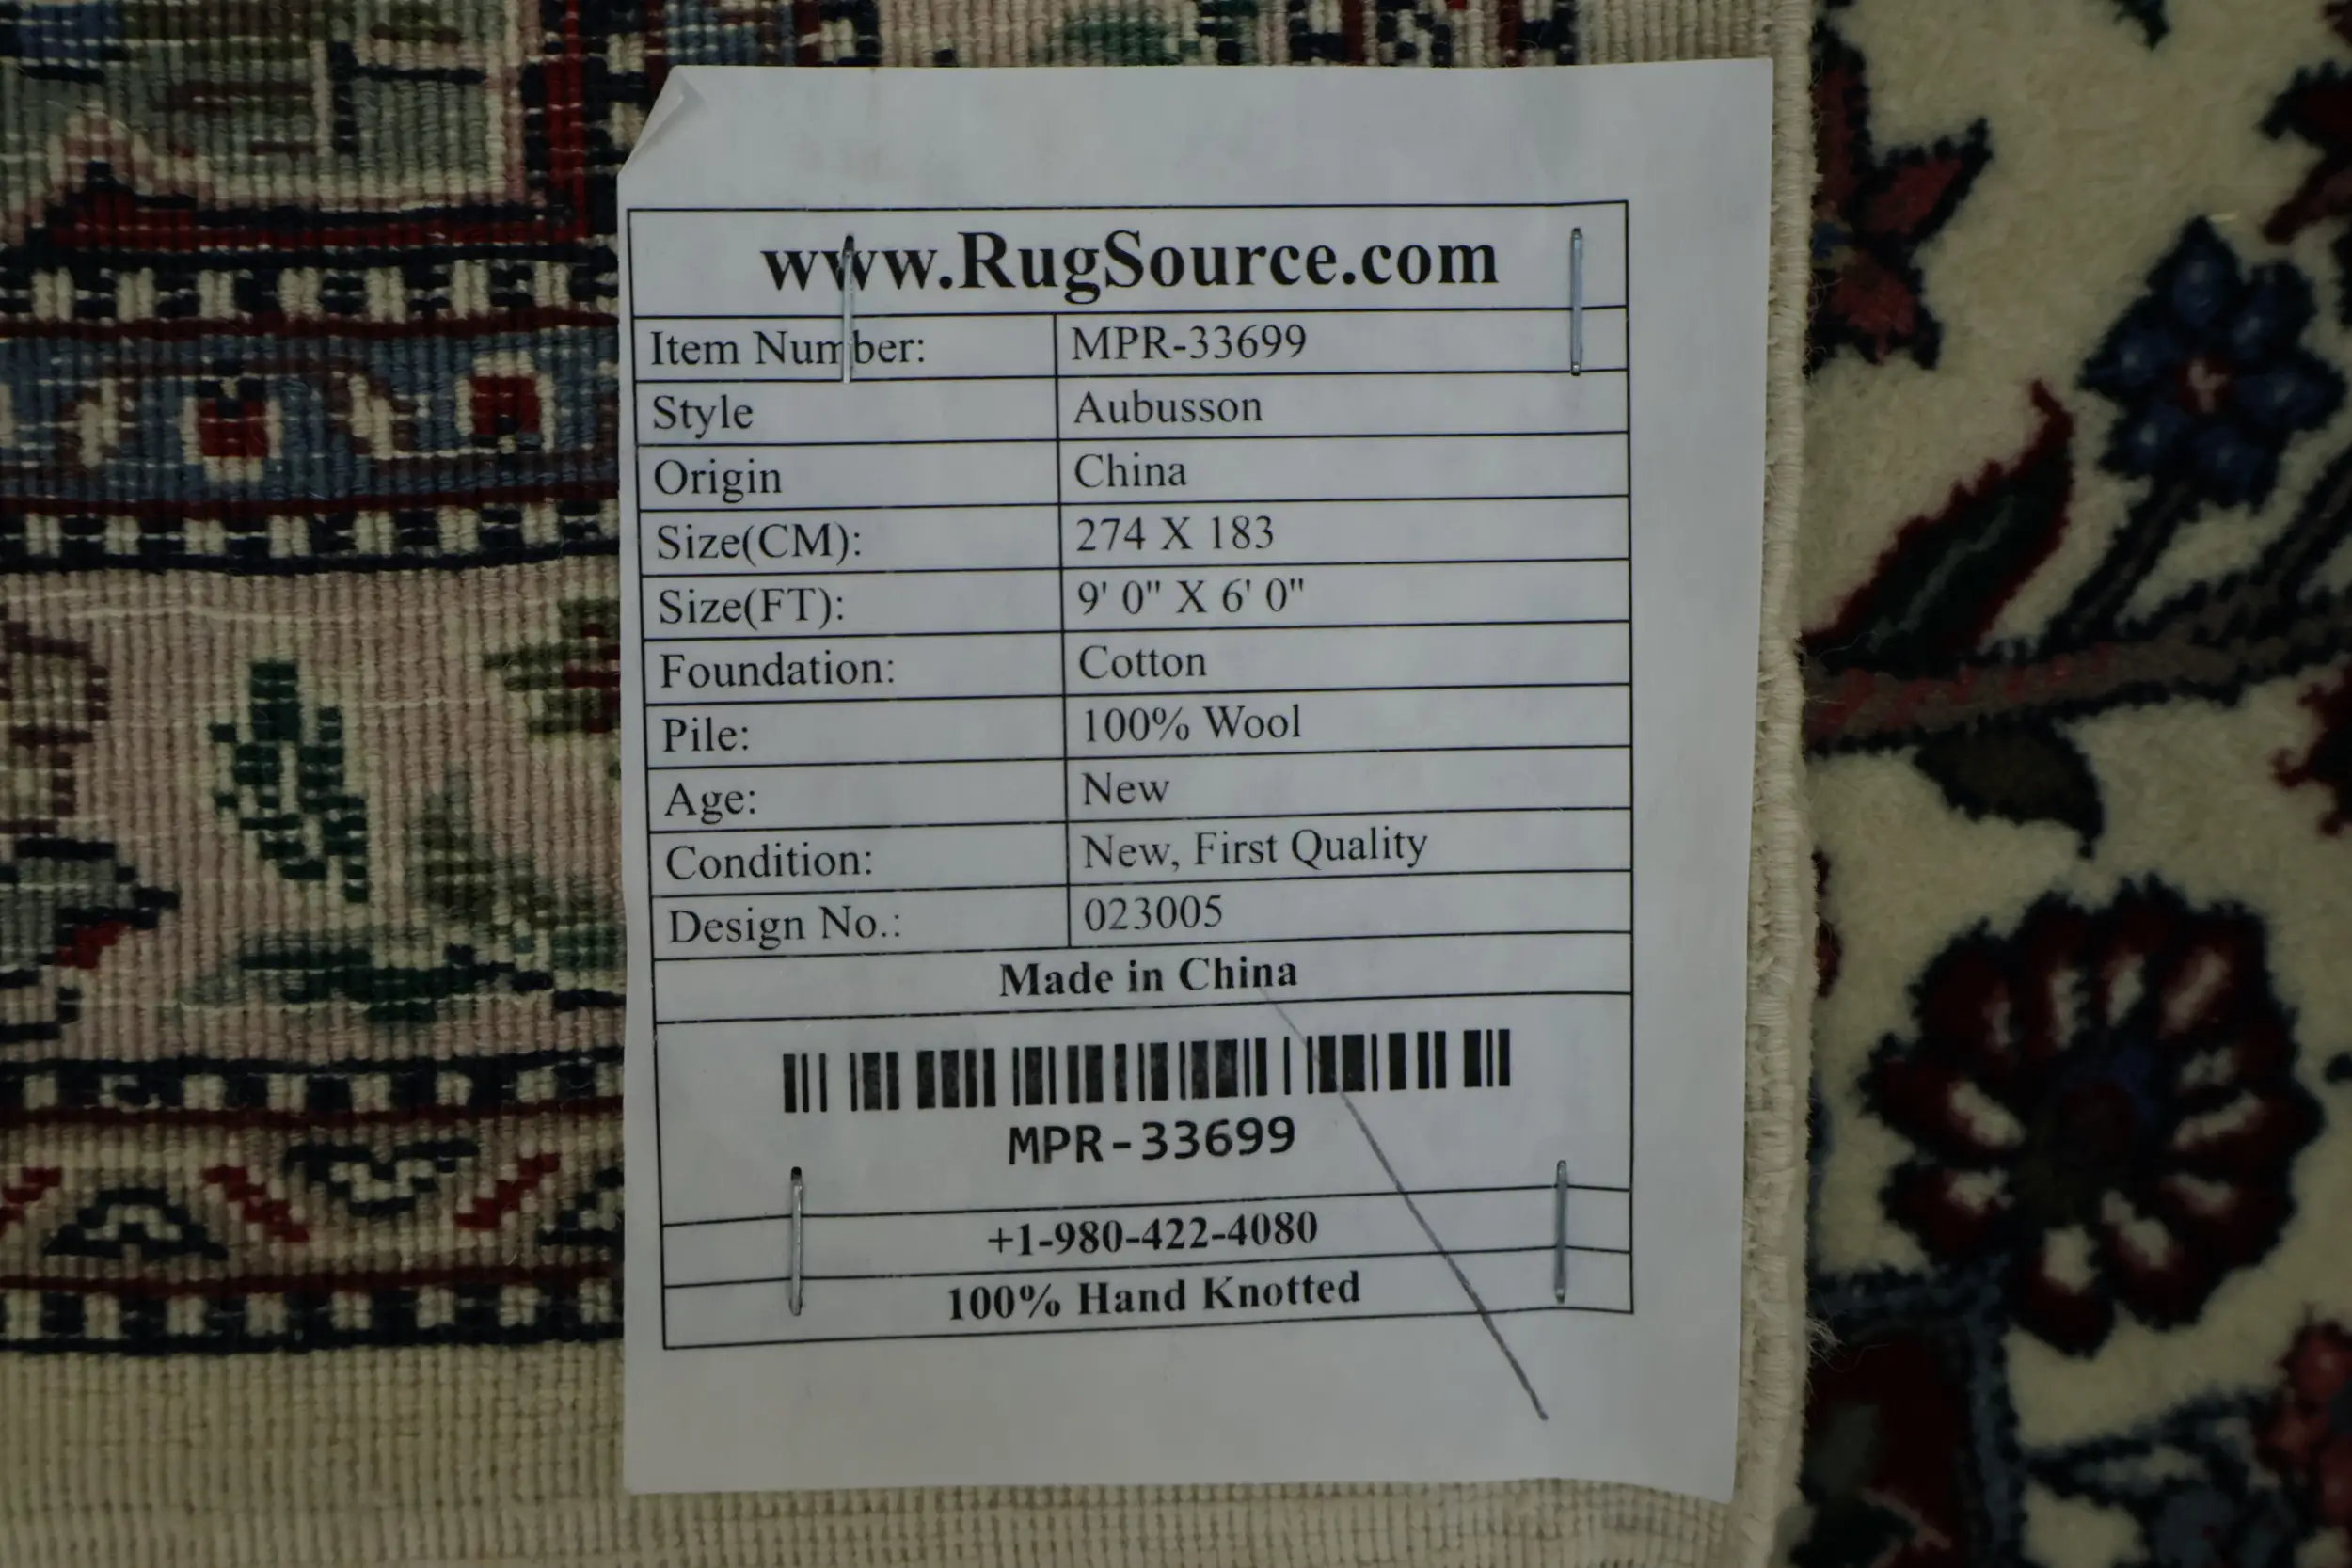 www.RugSource.com
Item Number: MPR-33699
Style Aubusson
Origin China
Size(CM): 274 X 183
Size(FT): 9' 0" X 6' 0"
Foundation: Cotton
Pile: 100% Wool
Age: New
Condition: New, First Quality
Design No.: 023005
Made in China
MPR-33699
+1-980-422-4080
100% Hand Knotted